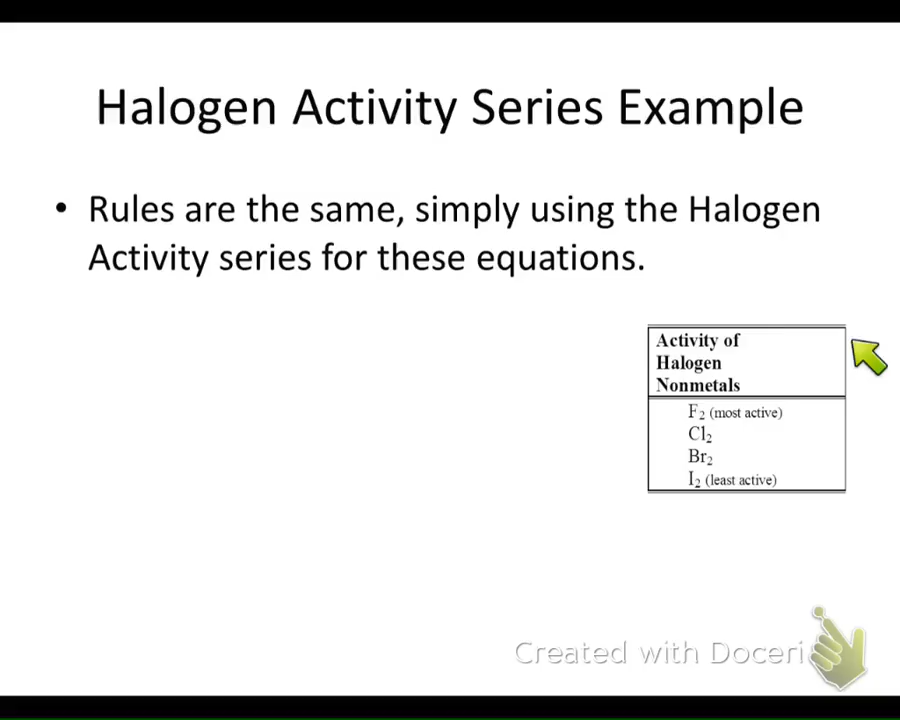 Halogen Activity Series Example
• Rules are the same, simply using the Halogen
Activity series for these equations.
Activity of
Halogen
Nonmetals
F₂ (most active)
Cl₂
Br₂
I₂ (least active)
Created with Doceri